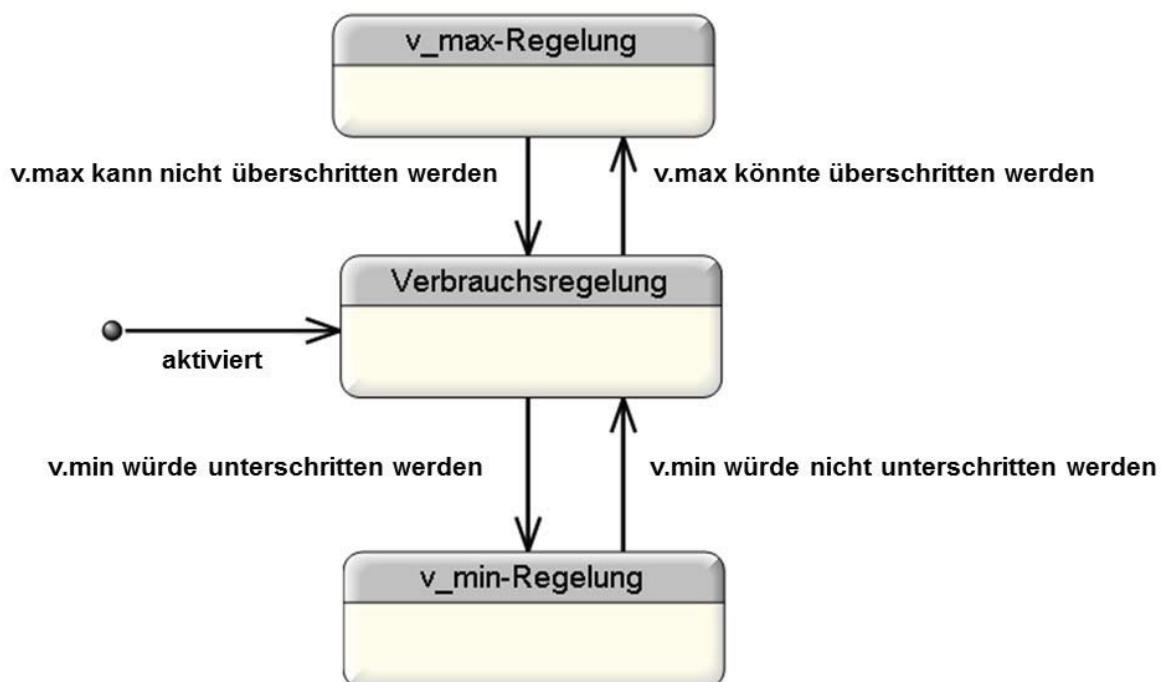 v_max-Regelung
v.max kann nicht überschritten werden
v.max könnte überschritten werden
Verbrauchsregelung
aktiviert
v.min würde unterschritten werden
v.min würde nicht unterschritten werden
v_min-Regelung